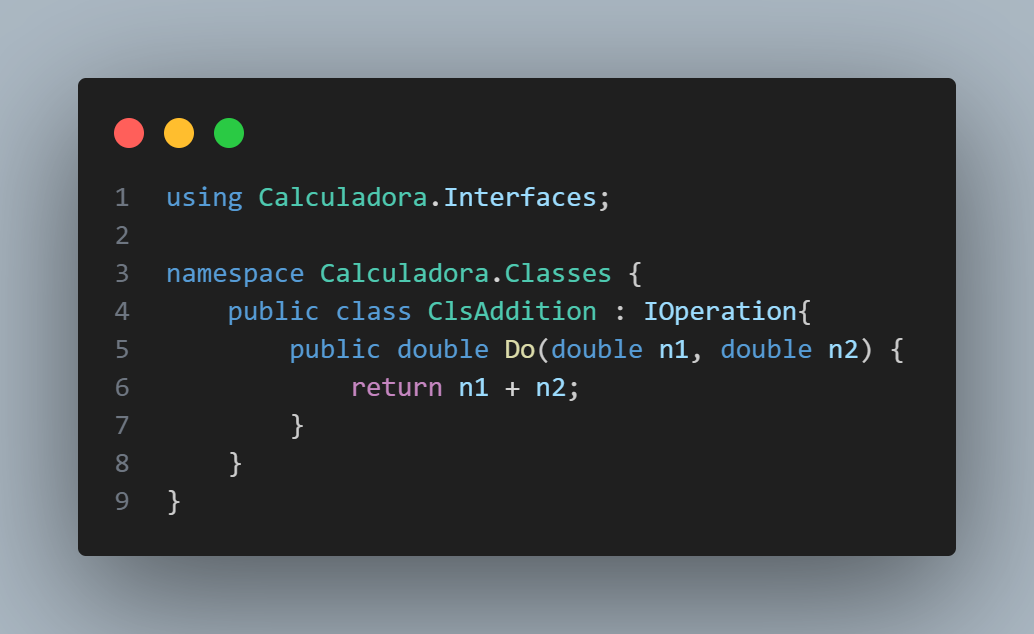 1 using Calculadora.Interfaces;
2
3 namespace Calculadora.Classes {
4     public class ClsAddition : IOperation{
5         public double Do(double n1, double n2) {
6             return n1 + n2;
7         }
8     }
9 }